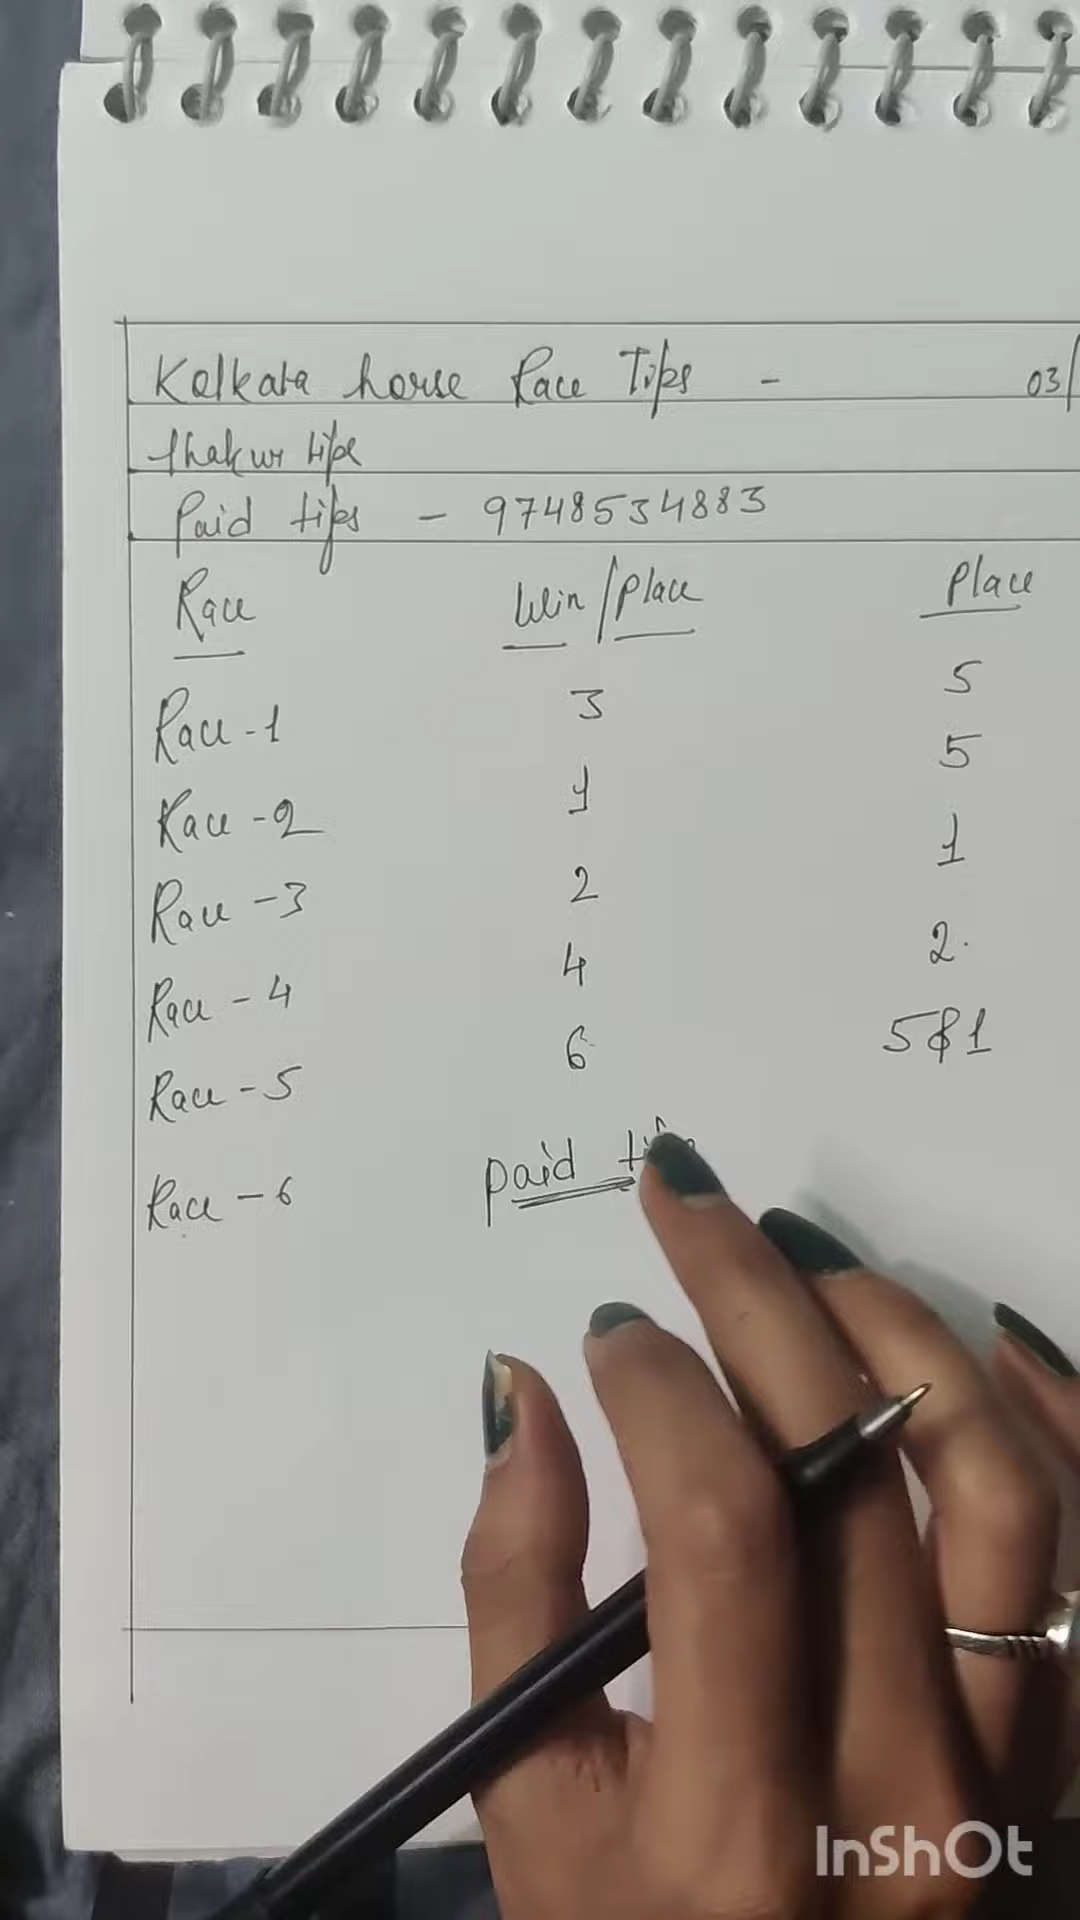 Kolkata horse Race Tips - 03/
Thakur tips
Paid tips - 9748534883
Race Win/Place Place
Race-1 3 5
Race-2 1 5
Race-3 2 1
Race-4 4 2
Race-5 6 5&1
Race-6 paid
InShOt